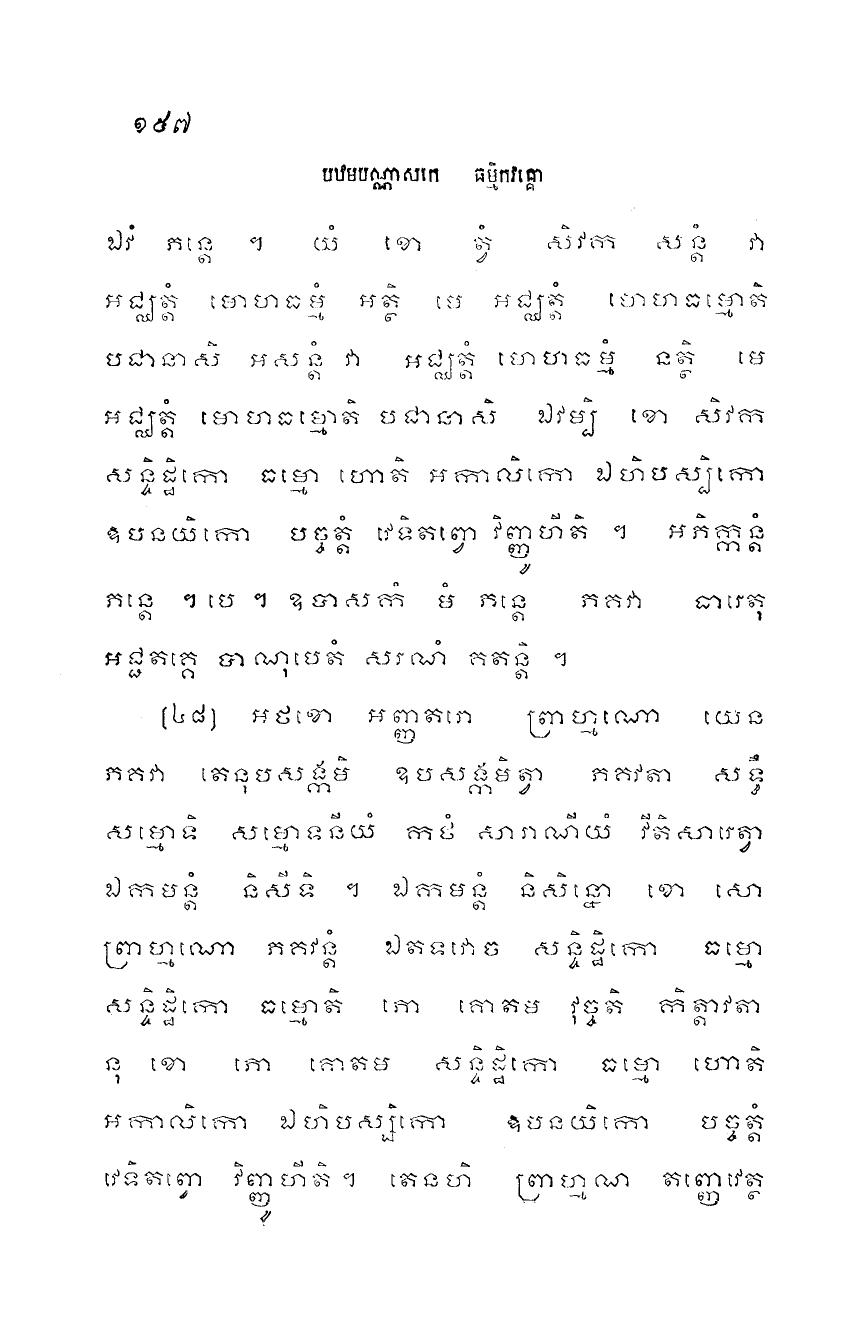 ១៥៧
បឋមបណ្ណាសកេ ធម្មិកវគ្គោ
ឯវំ ភន្តេ ។ យំ ខោ ត្វំ សិវក សន្តំ វា
អជ្ឈត្តំ មោហធម្មំ អត្ថិ មេ អជ្ឈត្តំ មោហធម្មោតិ
បជានាសិ អសន្តំ វា អជ្ឈត្តំ មោហធម្មំ នត្ថិ មេ
អជ្ឈត្តំ មោហធម្មោតិ បជានាសិ ឯវម្បិ ខោ សិវក
សន្ទិដ្ឋិកោ ធម្មោ ហោតិ អកាលិកោ ឯហិបស្សិកោ
ឱបនយិកោ បច្ចត្តំ វេទិតព្វោ វិញ្ញូហីតិ ។ អភិក្កន្តំ
ភន្តេ ។ បេ ។ ឧបាសកំ មំ ភន្តេ ភគវា ធារេតុ
អជ្ជតគ្គេ បាណុបេតំ សរណំ គតន្តិ ។
[៤៨] អថខោ អញ្ញតរោ ព្រាហ្មណោ យេន
ភគវា តេនុបសង្កមិ ឧបសង្កមិត្វា ភគវតា សទ្ធឹ
សម្មោទិ សម្មោទនីយំ កថំ សារាណីយំ វីតិសារេត្វា
ឯកមន្តំ និសីទិ ។ ឯកមន្តំ និសិន្នោ ខោ សោ
ព្រាហ្មណោ ភគវន្តំ ឯតទវោច សន្ទិដ្ឋិកោ ធម្មោ
សន្ទិដ្ឋិកោ ធម្មោតិ ភោ គោតម វុច្ចតិ កិត្តាវតា
នុ ខោ ភោ គោតម សន្ទិដ្ឋិកោ ធម្មោ ហោតិ
អកាលិកោ ឯហិបស្សិកោ ឱបនយិកោ បច្ចត្តំ
វេទិតព្វោ វិញ្ញូហីតិ ។ តេនហិ ព្រាហ្មណ តញ្ញេវេត្ថ